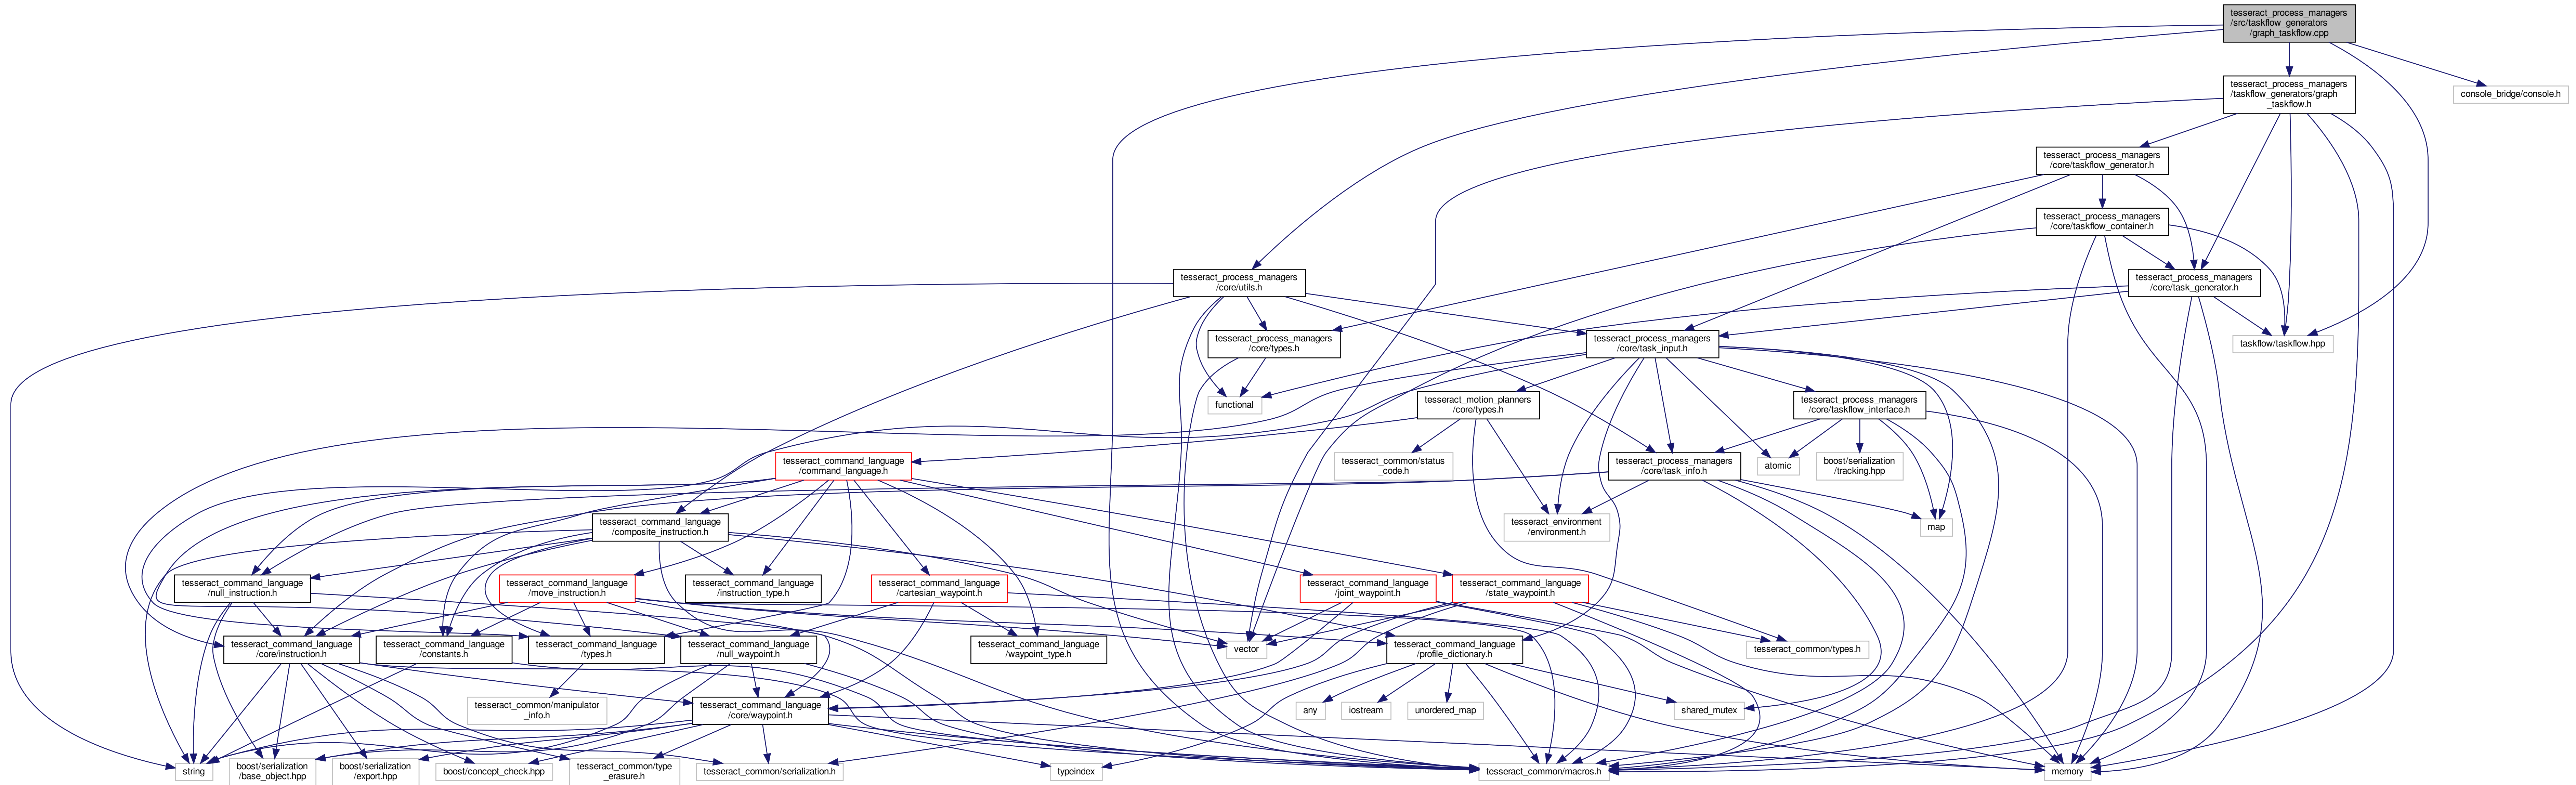 tesseract_process_managers
/src/taskflow_generators
/graph_taskflow.cpp
tesseract_process_managers
/taskflow_generators/graph
_taskflow.h
console_bridge/console.h
tesseract_process_managers
/core/taskflow_generator.h
tesseract_process_managers
/core/taskflow_container.h
tesseract_process_managers
/core/utils.h
tesseract_process_managers
/core/task_generator.h
tesseract_process_managers
/core/types.h
tesseract_process_managers
/core/task_input.h
taskflow/taskflow.hpp
functional
tesseract_motion_planners
/core/types.h
tesseract_process_managers
/core/taskflow_interface.h
tesseract_command_language
/command_language.h
tesseract_common/status
_code.h
tesseract_process_managers
/core/task_info.h
atomic
boost/serialization
/tracking.hpp
tesseract_command_language
/composite_instruction.h
tesseract_environment
/environment.h
map
tesseract_command_language
/null_instruction.h
tesseract_command_language
/move_instruction.h
tesseract_command_language
/instruction_type.h
tesseract_command_language
/cartesian_waypoint.h
tesseract_command_language
/joint_waypoint.h
tesseract_command_language
/state_waypoint.h
tesseract_command_language
/core/instruction.h
tesseract_command_language
/constants.h
tesseract_command_language
/types.h
tesseract_command_language
/null_waypoint.h
tesseract_command_language
/waypoint_type.h
vector
tesseract_command_language
/profile_dictionary.h
tesseract_common/types.h
tesseract_common/manipulator
_info.h
tesseract_command_language
/core/waypoint.h
any
iostream
unordered_map
shared_mutex
string
boost/serialization
/base_object.hpp
boost/serialization
/export.hpp
boost/concept_check.hpp
tesseract_common/type
_erasure.h
tesseract_common/serialization.h
typeindex
tesseract_common/macros.h
memory